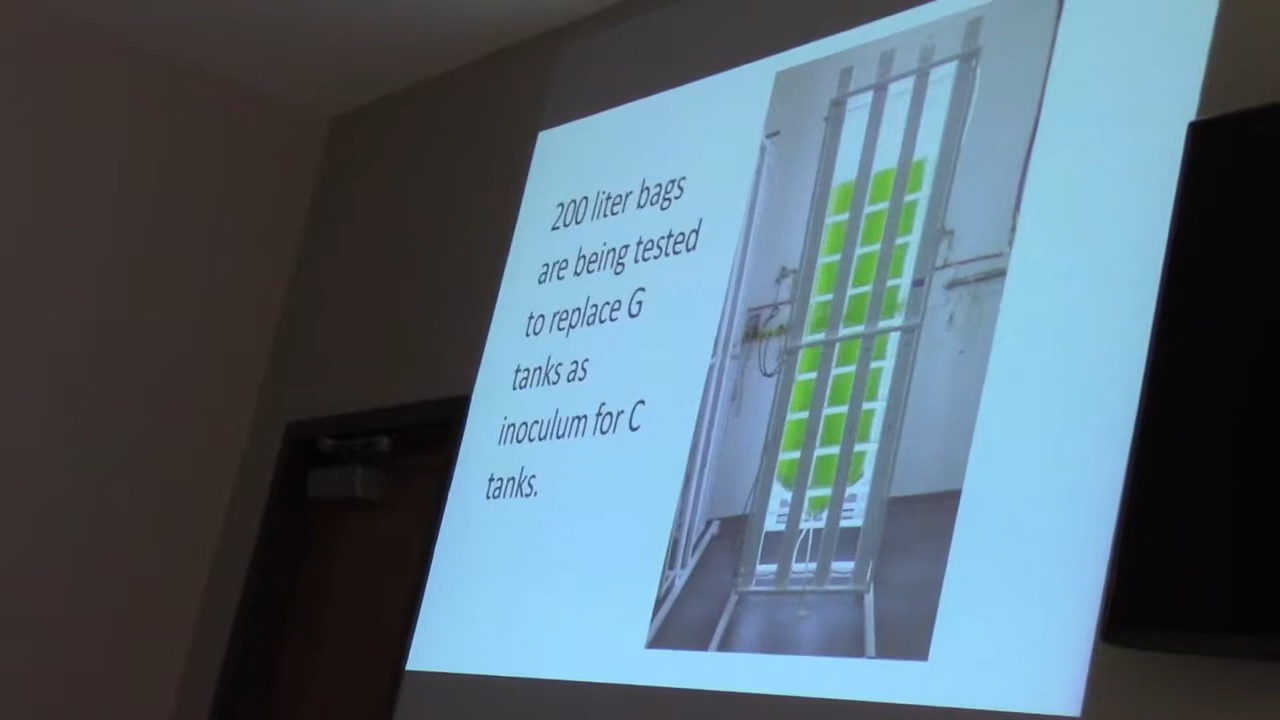 200 liter bags
are being tested
to replace G
tanks as
inoculum for C
tanks.